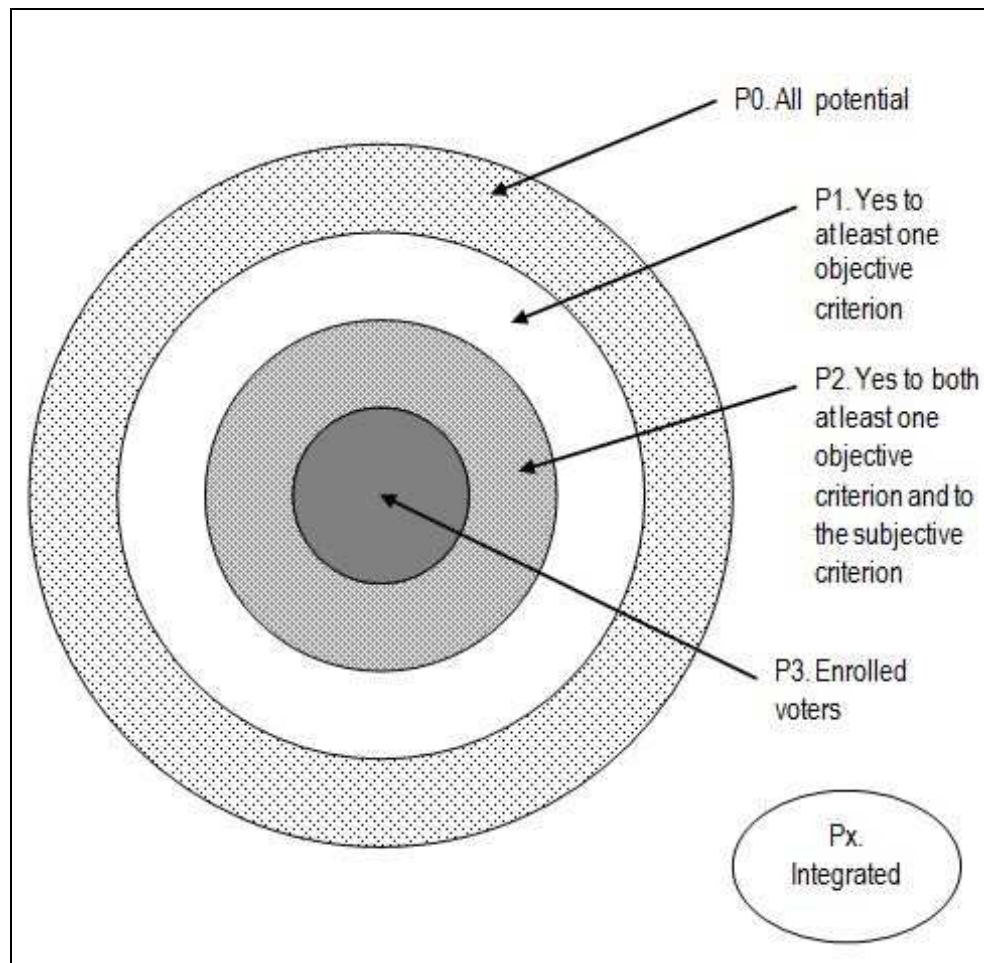 P0. All potential
P1. Yes to
at least one
objective
criterion
P2. Yes to both
at least one
objective
criterion and to
the subjective
criterion
P3. Enrolled
voters
Px.
Integrated